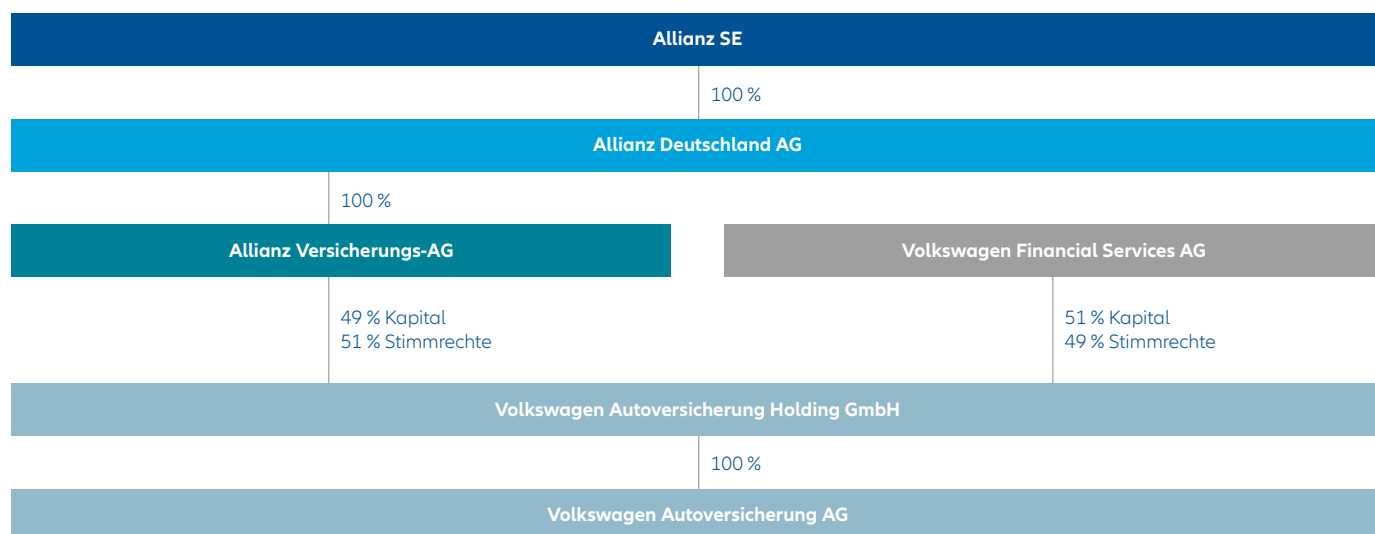 Allianz SE
100 %
Allianz Deutschland AG
100 %
Allianz Versicherungs-AG
Volkswagen Financial Services AG
49 % Kapital
51 % Stimmrechte
51 % Kapital
49 % Stimmrechte
Volkswagen Autoversicherung Holding GmbH
100 %
Volkswagen Autoversicherung AG